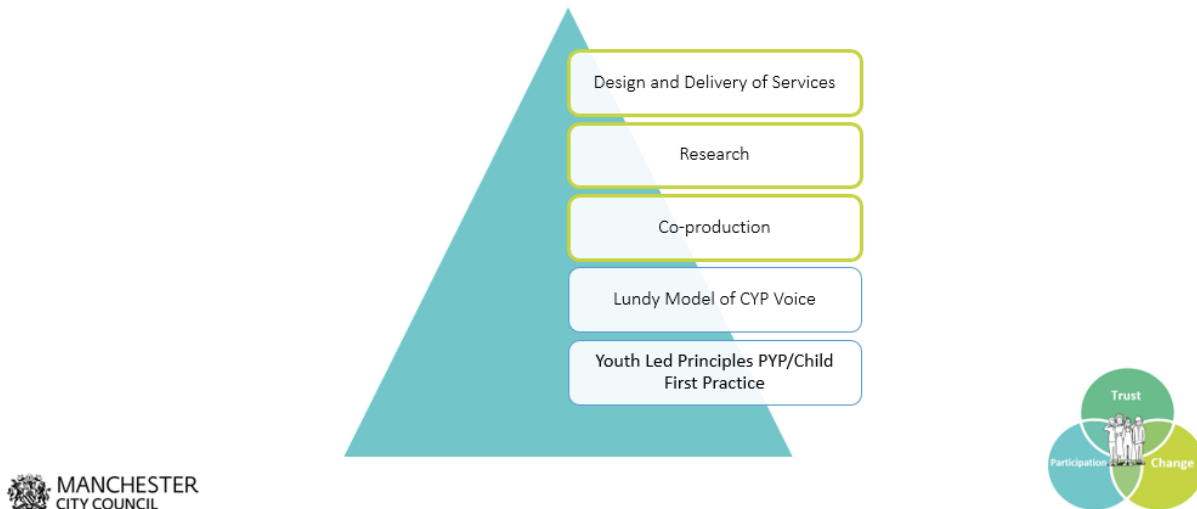 Design and Delivery of Services
Research
Co-production
Lundy Model of CYP Voice
Youth Led Principles PYP/Child
First Practice
Trust
Participation
Change
MANCHESTER
CITY COUNCIL